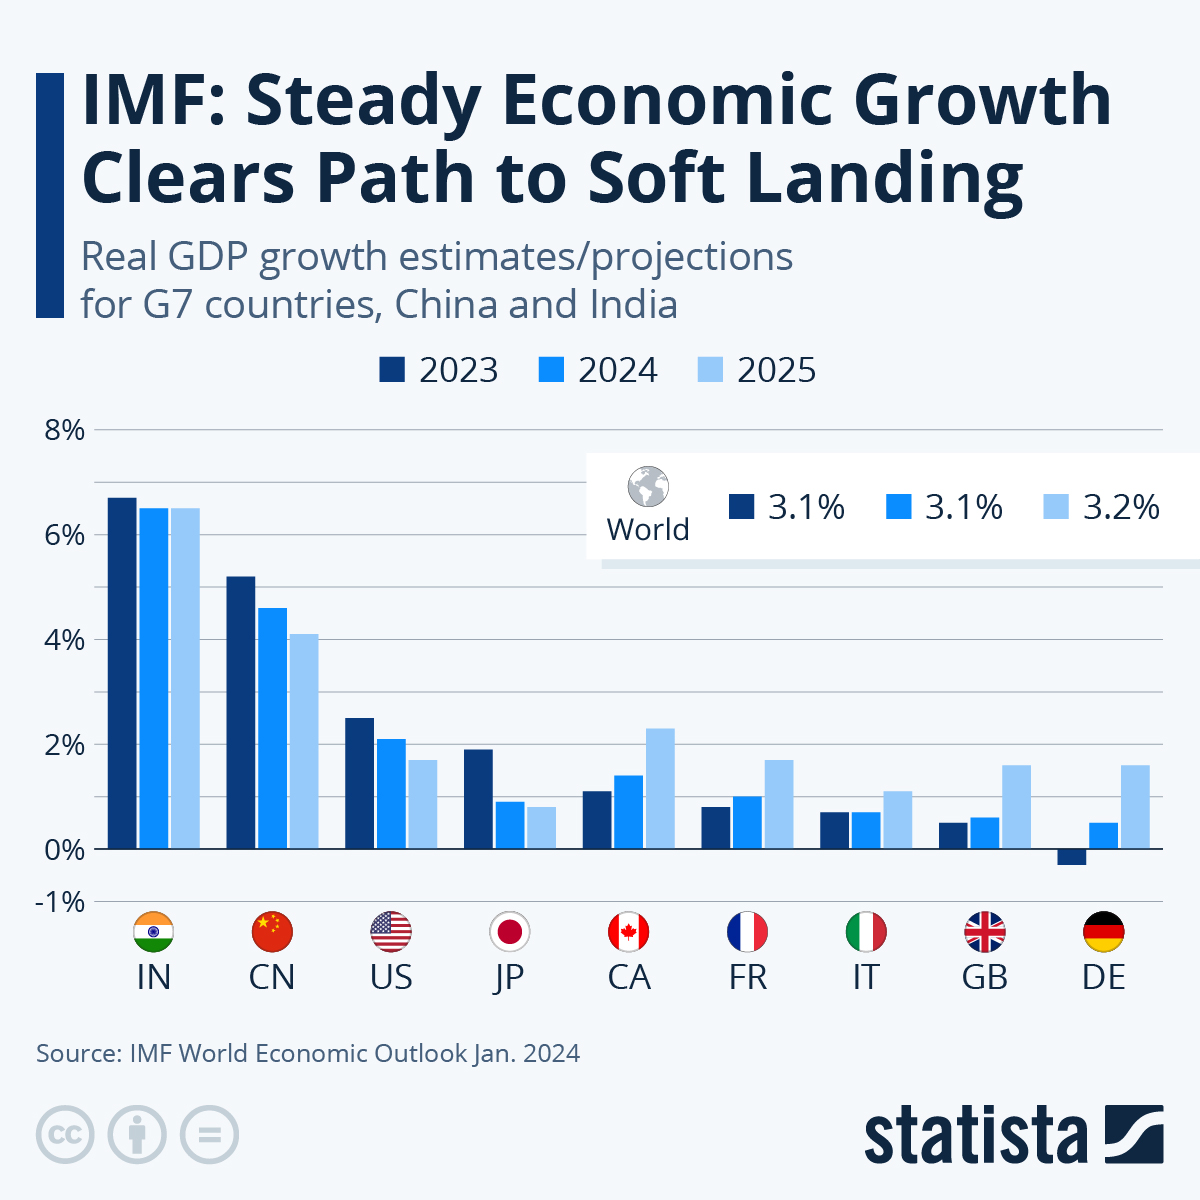 IMF: Steady Economic Growth
Clears Path to Soft Landing
Real GDP growth estimates/projections
for G7 countries, China and India
2023 2024 2025
8%
6%
4%
2%
0%
-1%
World 3.1% 3.1% 3.2%
IN CN US JP CA FR IT GB DE
Source: IMF World Economic Outlook Jan. 2024
cc
statista